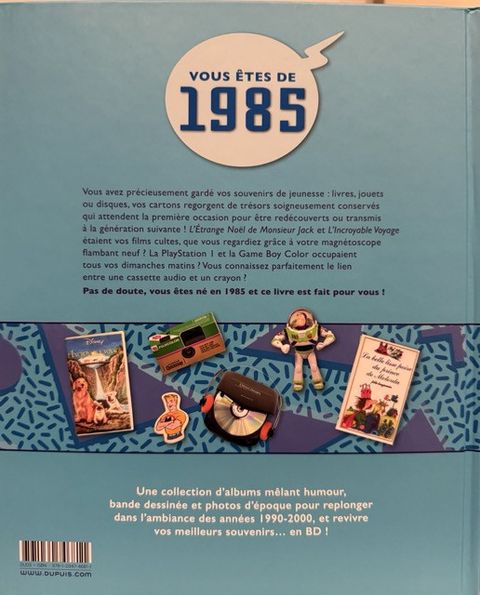 VOUS ÊTES DE
1985
Vous avez précieusement gardé vos souvenirs de jeunesse : livres, jouets
ou disques, vos cartons regorgent de trésors soigneusement conservés
qui attendent la première occasion pour être redécouverts ou transmis
à la génération suivante ! L'Étrange Noël de Monsieur Jack et L'Incroyable Voyage
étaient vos films cultes, que vous regardiez grâce à votre magnétoscope
flambant neuf ? La PlayStation 1 et la Game Boy Color occupaient
tous vos dimanches matins ? Vous connaissez parfaitement le lien
entre une cassette audio et un crayon ?
Pas de doute, vous êtes né en 1985 et ce livre est fait pour vous !
Disney
La belle lisse poire
du prince
de Motordu
Une collection d'albums mêlant humour,
bande dessinée et photos d'époque pour replonger
dans l'ambiance des années 1990-2000, et revivre
vos meilleurs souvenirs... en BD !
WWW.DUPUIS.COM